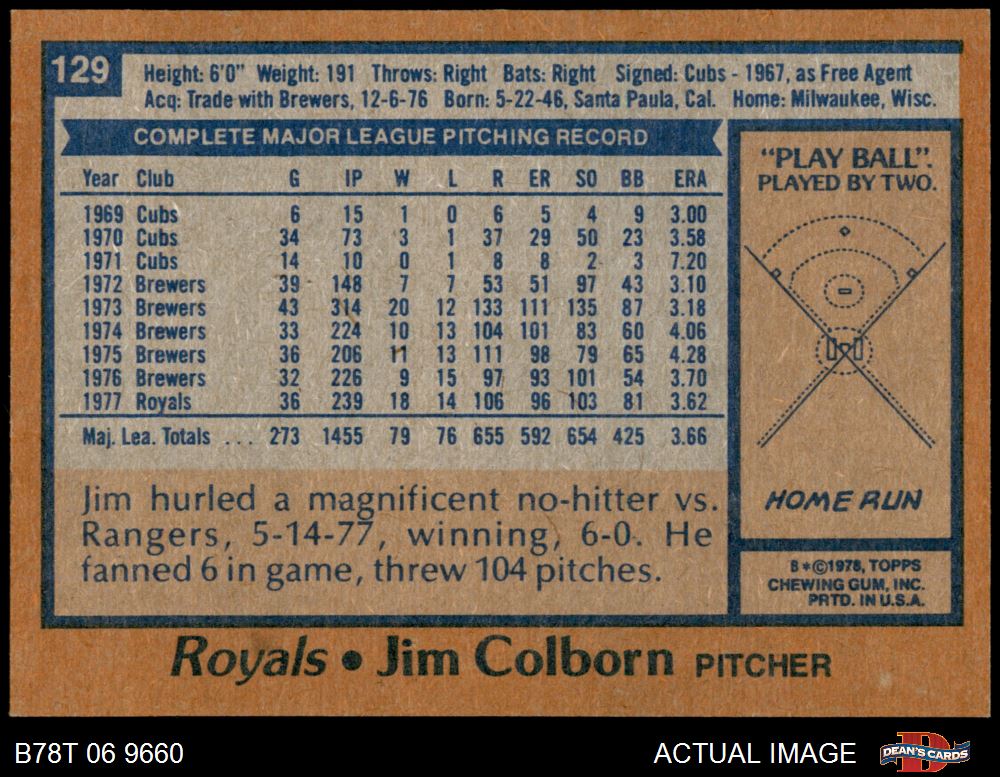 129
Height: 6'0" Weight: 191 Throws: Right Bats: Right Signed: Cubs - 1967, as Free Agent
Acq: Trade with Brewers, 12-6-76 Born: 5-22-46, Santa Paula, Cal. Home: Milwaukee, Wisc.
COMPLETE MAJOR LEAGUE PITCHING RECORD
Year Club G IP W L R ER SO BB ERA
1969 Cubs 6 15 1 0 6 5 4 9 3.00
1970 Cubs 34 73 3 1 37 29 50 23 3.58
1971 Cubs 14 10 0 1 8 8 2 3 7.20
1972 Brewers 39 148 7 7 53 51 97 43 3.10
1973 Brewers 43 314 20 12 133 111 135 87 3.18
1974 Brewers 33 224 10 13 104 101 83 60 4.06
1975 Brewers 36 206 11 13 111 98 79 65 4.28
1976 Brewers 32 226 9 15 97 93 101 54 3.70
1977 Royals 36 239 18 14 106 96 103 81 3.62
Maj. Lea. Totals ... 273 1455 79 76 655 592 654 425 3.66
Jim hurled a magnificent no-hitter vs.
Rangers, 5-14-77, winning, 6-0. He
fanned 6 in game, threw 104 pitches.
"PLAY BALL".
PLAYED BY TWO.
HOME RUN
B*©1978, TOPPS
CHEWING GUM, INC.
PRTD. IN U.S.A.
Royals • Jim Colborn PITCHER
B78T 06 9660
ACTUAL IMAGE
DEAN'S CARDS